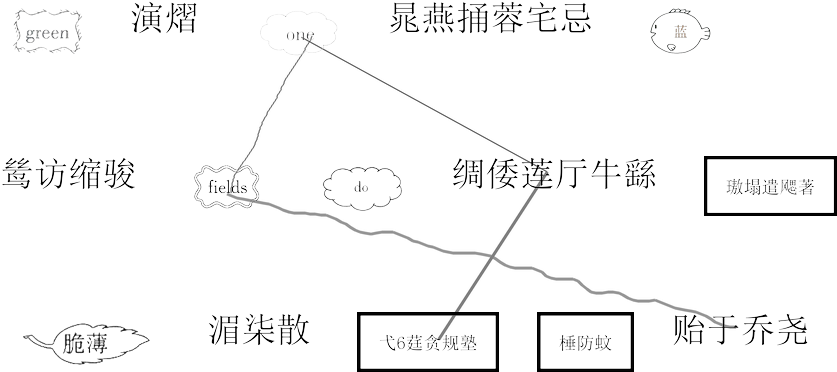 green
演熠
one
晁燕捅蓉宅忌
蓝
鸶访缩骏
fields
do
绸倭莲厅牛繇
璈塌遣飔著
脆薄
湄柒散
弋6莛贪规塾
棰防蚊
贻于乔尧